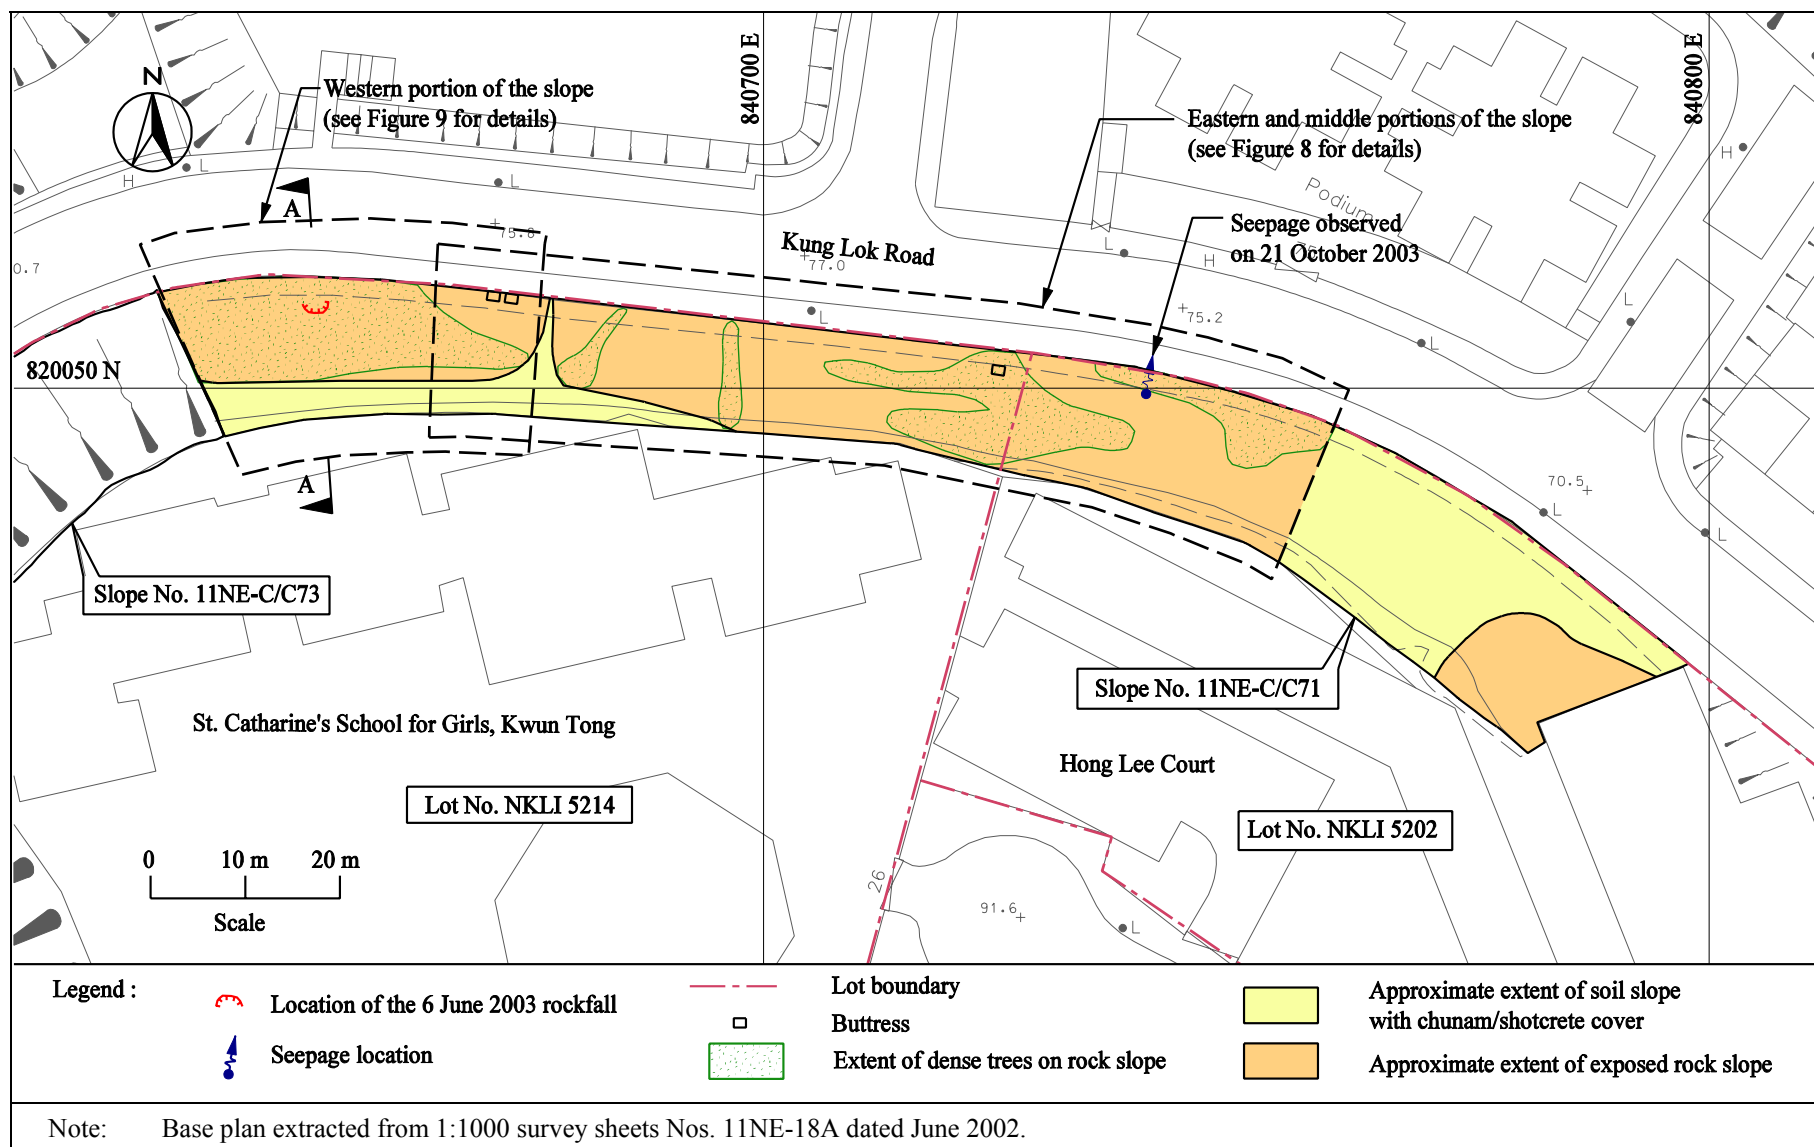 N
Western portion of the slope
(see Figure 9 for details)
840700 E
840800 E
Eastern and middle portions of the slope
(see Figure 8 for details)
H
L
L
A
75.8
Kung Lok Road
77.0
L
Podium
Seepage observed
on 21 October 2003
L
H
H
75.2
L
L
0.7
820050 N
A
70.5
L
L
Slope No. 11NE-C/C73
Slope No. 11NE-C/C71
St. Catharine's School for Girls, Kwun Tong
Hong Lee Court
Lot No. NKLI 5214
Lot No. NKLI 5202
0 10 m 20 m
Scale
26
91.6
L
Legend :
Location of the 6 June 2003 rockfall
Seepage location
Lot boundary
Buttress
Extent of dense trees on rock slope
Approximate extent of soil slope
with chunam/shotcrete cover
Approximate extent of exposed rock slope
Note: Base plan extracted from 1:1000 survey sheets Nos. 11NE-18A dated June 2002.